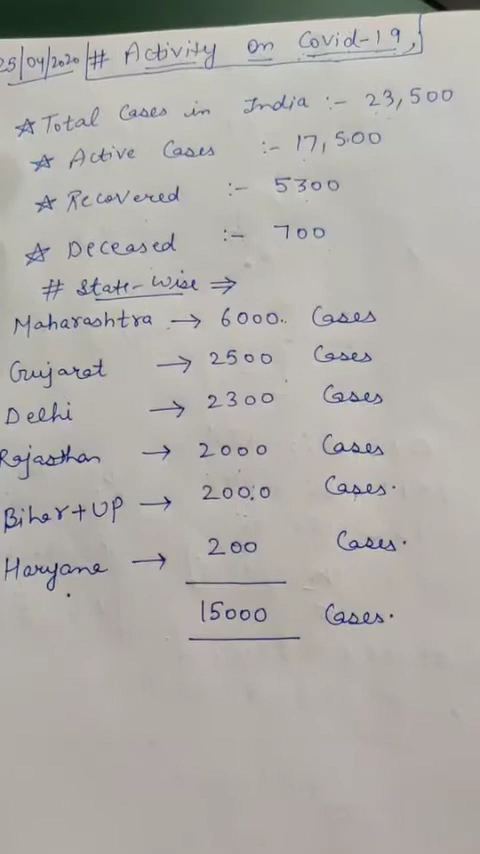 25/04/2020 # Activity on Covid-19,
☆ Total Cases in India :- 23,500
☆ Active Cases :- 17,500
☆ Recovered :- 5300
☆ Deceased :- 700
# State-Wise ⇒
Maharashtra → 6000.. Cases
Gujarat → 2500 Cases
Delhi → 2300 Cases
Rajasthan → 2000 Cases
Bihar+UP → 2000 Cases.
Haryana → 200 Cases.
15000 Cases.